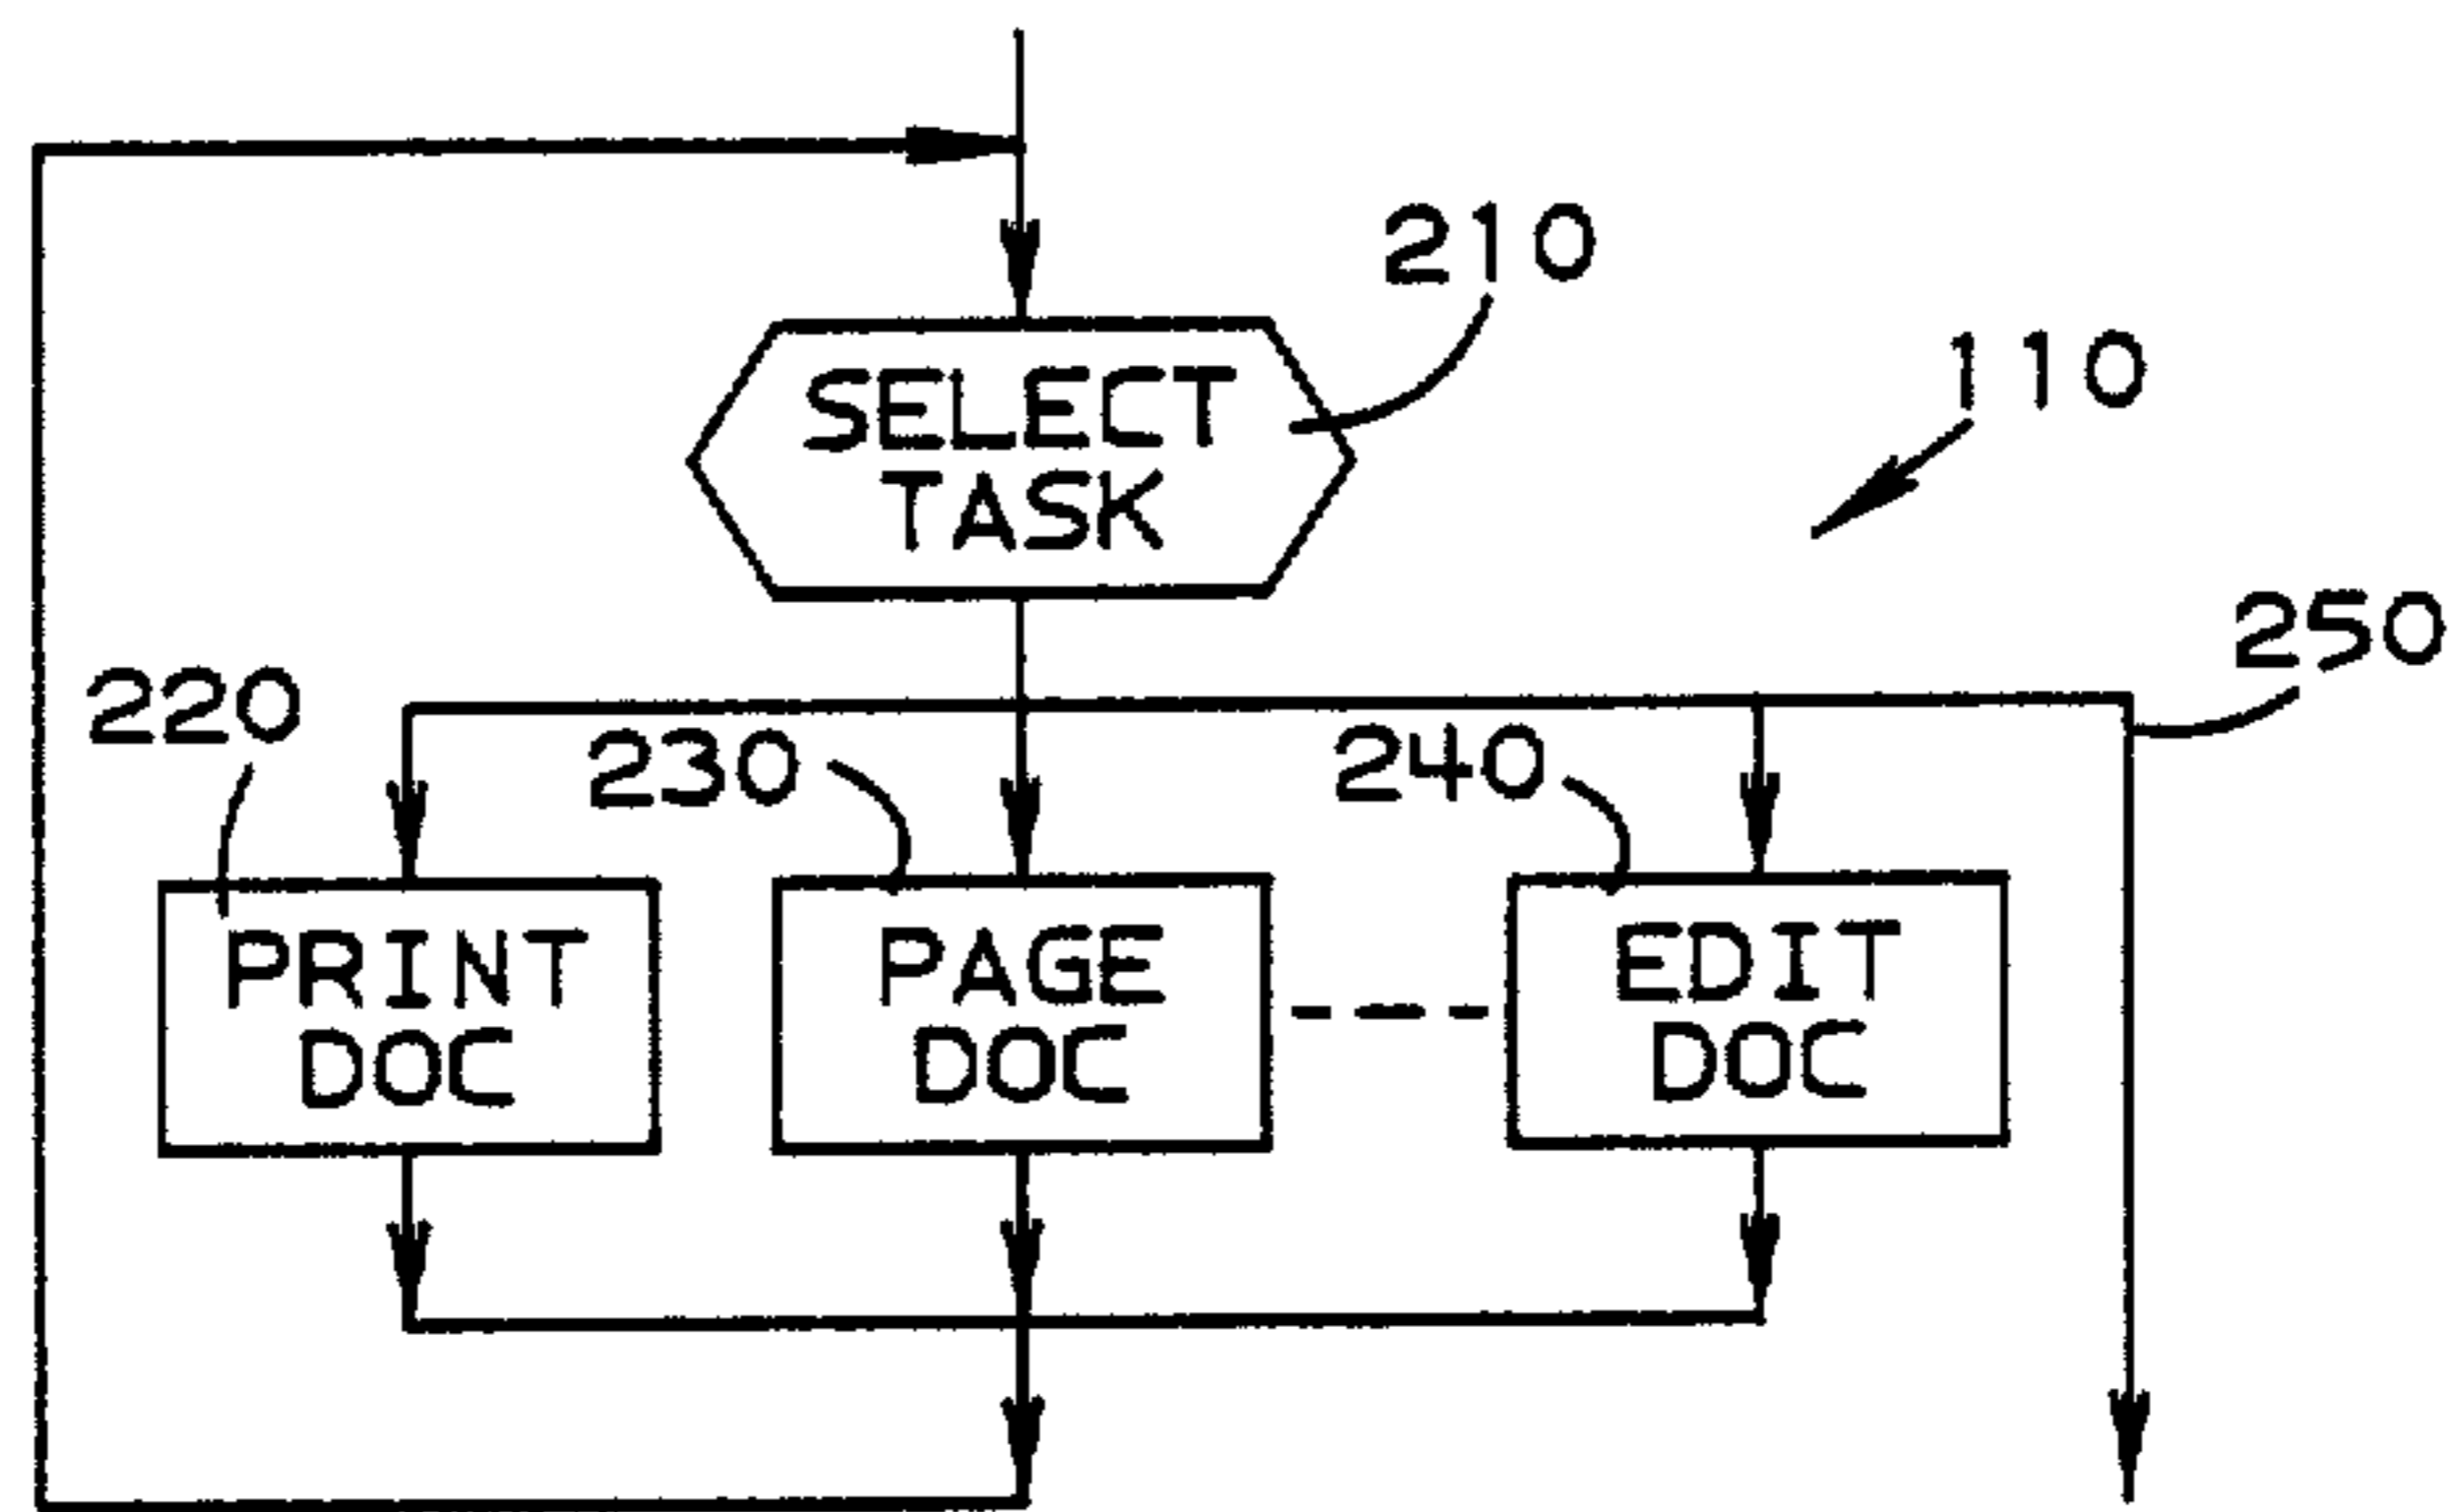 210
SELECT
TASK
110
250
220
230
240
PRINT
DOC
PAGE
DOC
EDIT
DOC